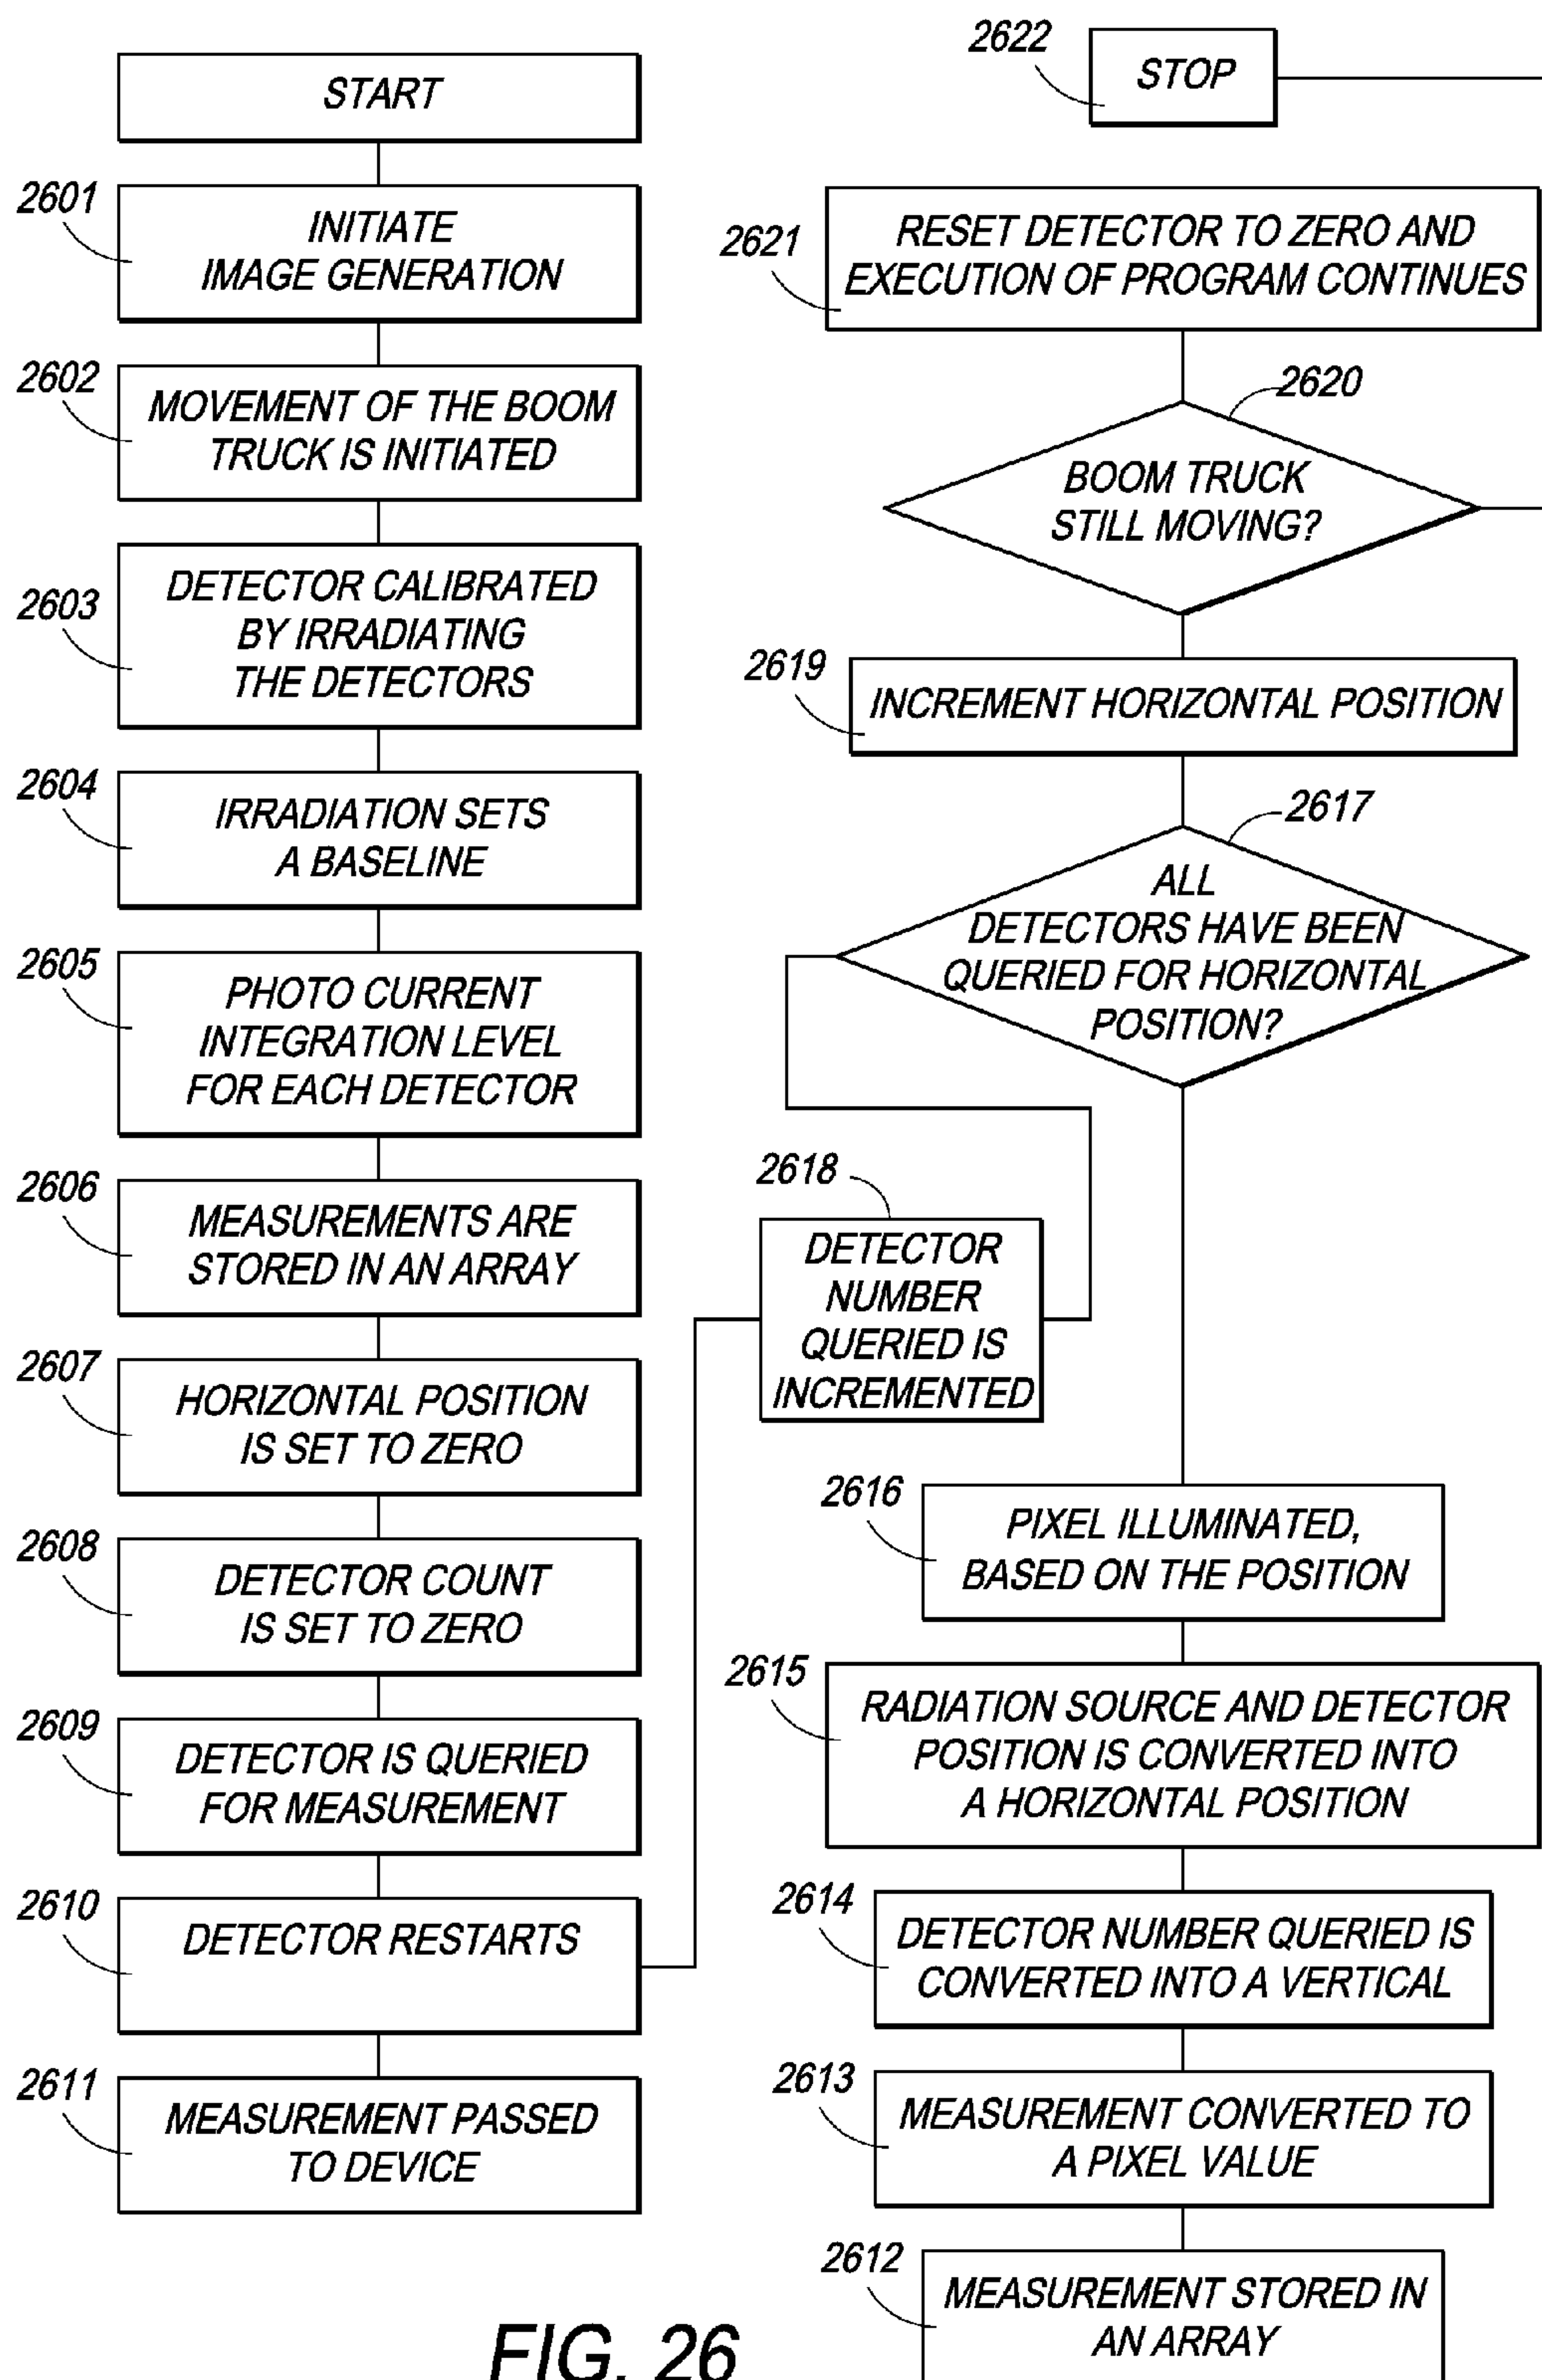 START
2601
INITIATE
IMAGE GENERATION
2602
MOVEMENT OF THE BOOM
TRUCK IS INITIATED
2603
DETECTOR CALIBRATED
BY IRRADIATING
THE DETECTORS
2604
IRRADIATION SETS
A BASELINE
2605
PHOTO CURRENT
INTEGRATION LEVEL
FOR EACH DETECTOR
2606
MEASUREMENTS ARE
STORED IN AN ARRAY
2607
HORIZONTAL POSITION
IS SET TO ZERO
2608
DETECTOR COUNT
IS SET TO ZERO
2609
DETECTOR IS QUERIED
FOR MEASUREMENT
2610
DETECTOR RESTARTS
2611
MEASUREMENT PASSED
TO DEVICE
2622
STOP
2621
RESET DETECTOR TO ZERO AND
EXECUTION OF PROGRAM CONTINUES
2620
BOOM TRUCK
STILL MOVING?
2619
INCREMENT HORIZONTAL POSITION
2617
ALL
DETECTORS HAVE BEEN
QUERIED FOR HORIZONTAL
POSITION?
2618
DETECTOR
NUMBER
QUERIED IS
INCREMENTED
2616
PIXEL ILLUMINATED,
BASED ON THE POSITION
2615
RADIATION SOURCE AND DETECTOR
POSITION IS CONVERTED INTO
A HORIZONTAL POSITION
2614
DETECTOR NUMBER QUERIED IS
CONVERTED INTO A VERTICAL
2613
MEASUREMENT CONVERTED TO
A PIXEL VALUE
2612
MEASUREMENT STORED IN
AN ARRAY
FIG. 26